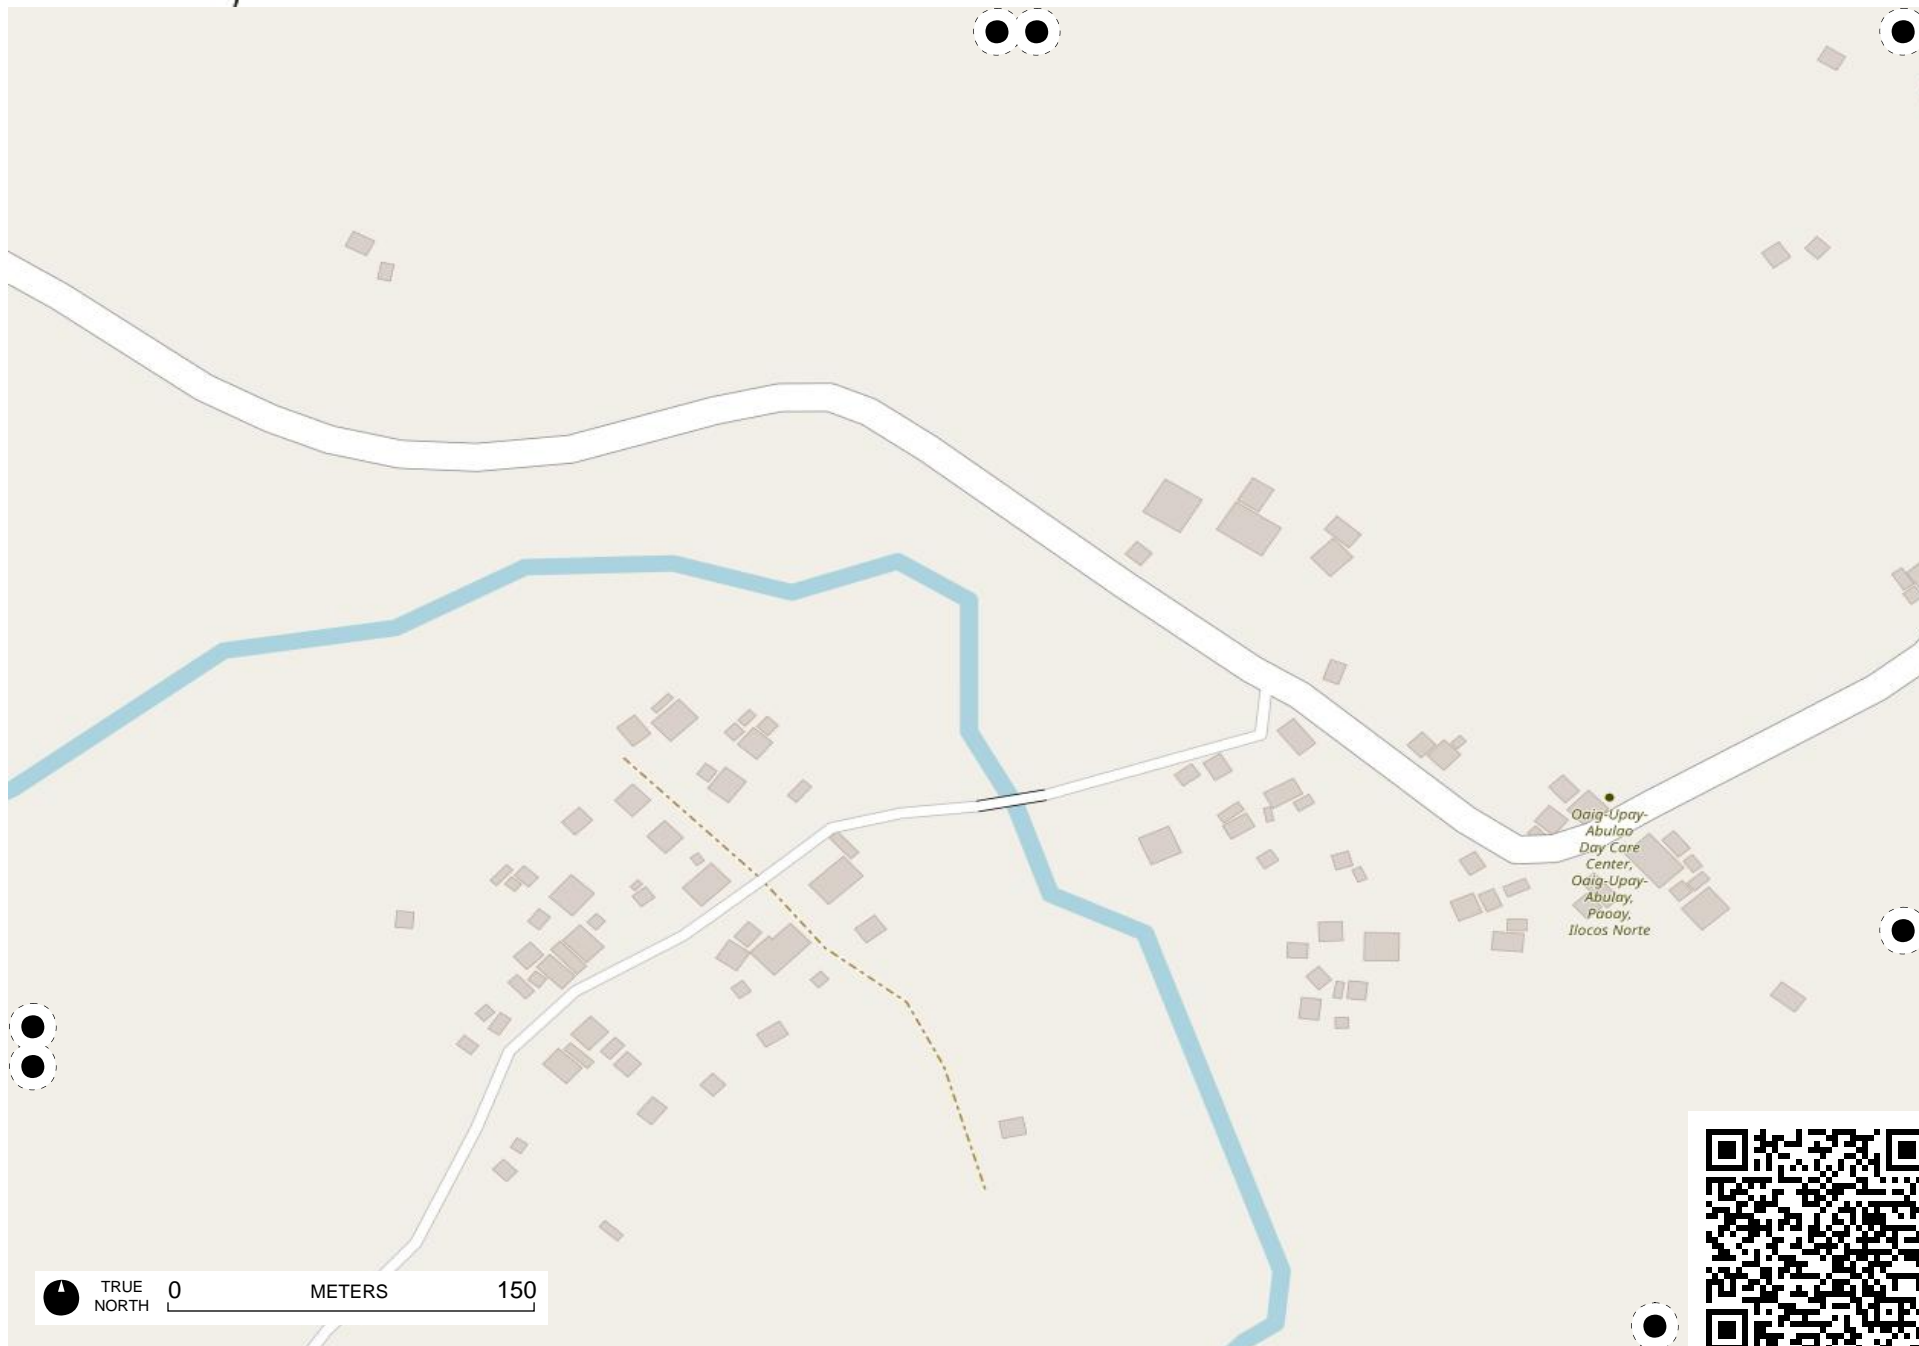 Oaig-Upay-
Abulao
Day Care
Center,
Oaig-Upay-
Abulay,
Paoay,
Ilocos Norte
TRUE
NORTH
0
METERS
150